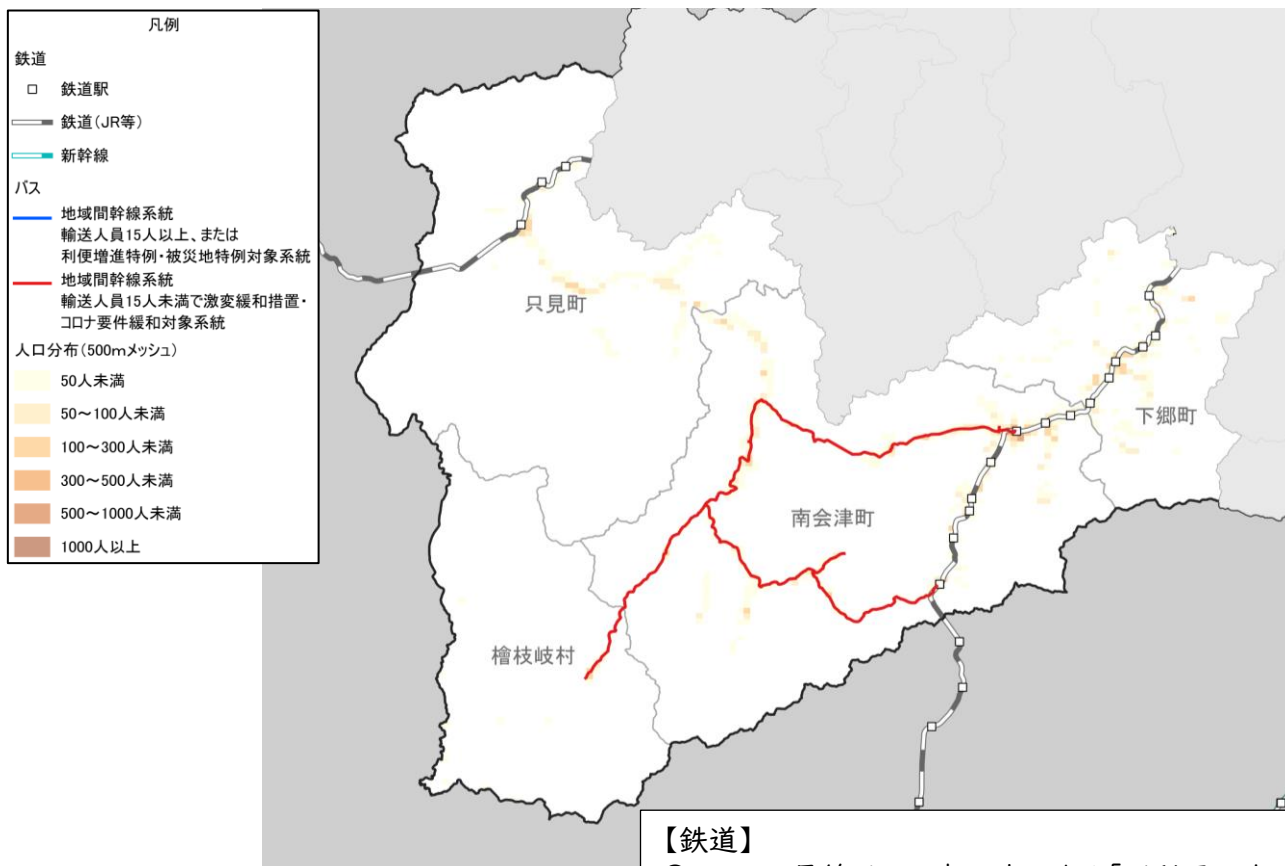 凡例
鉄道
鉄道駅
鉄道(JR等)
新幹線
バス
地域間幹線系統
輸送人員15人以上、または
利便増進特例・被災地特例対象系統
地域間幹線系統
輸送人員15人未満で激変緩和措置・
コロナ要件緩和対象系統
人口分布(500mメッシュ)
50人未満
50～100人未満
100～300人未満
300～500人未満
500～1000人未満
1000人以上
只見町
下郷町
南会津町
檜枝岐村
【鉄道】